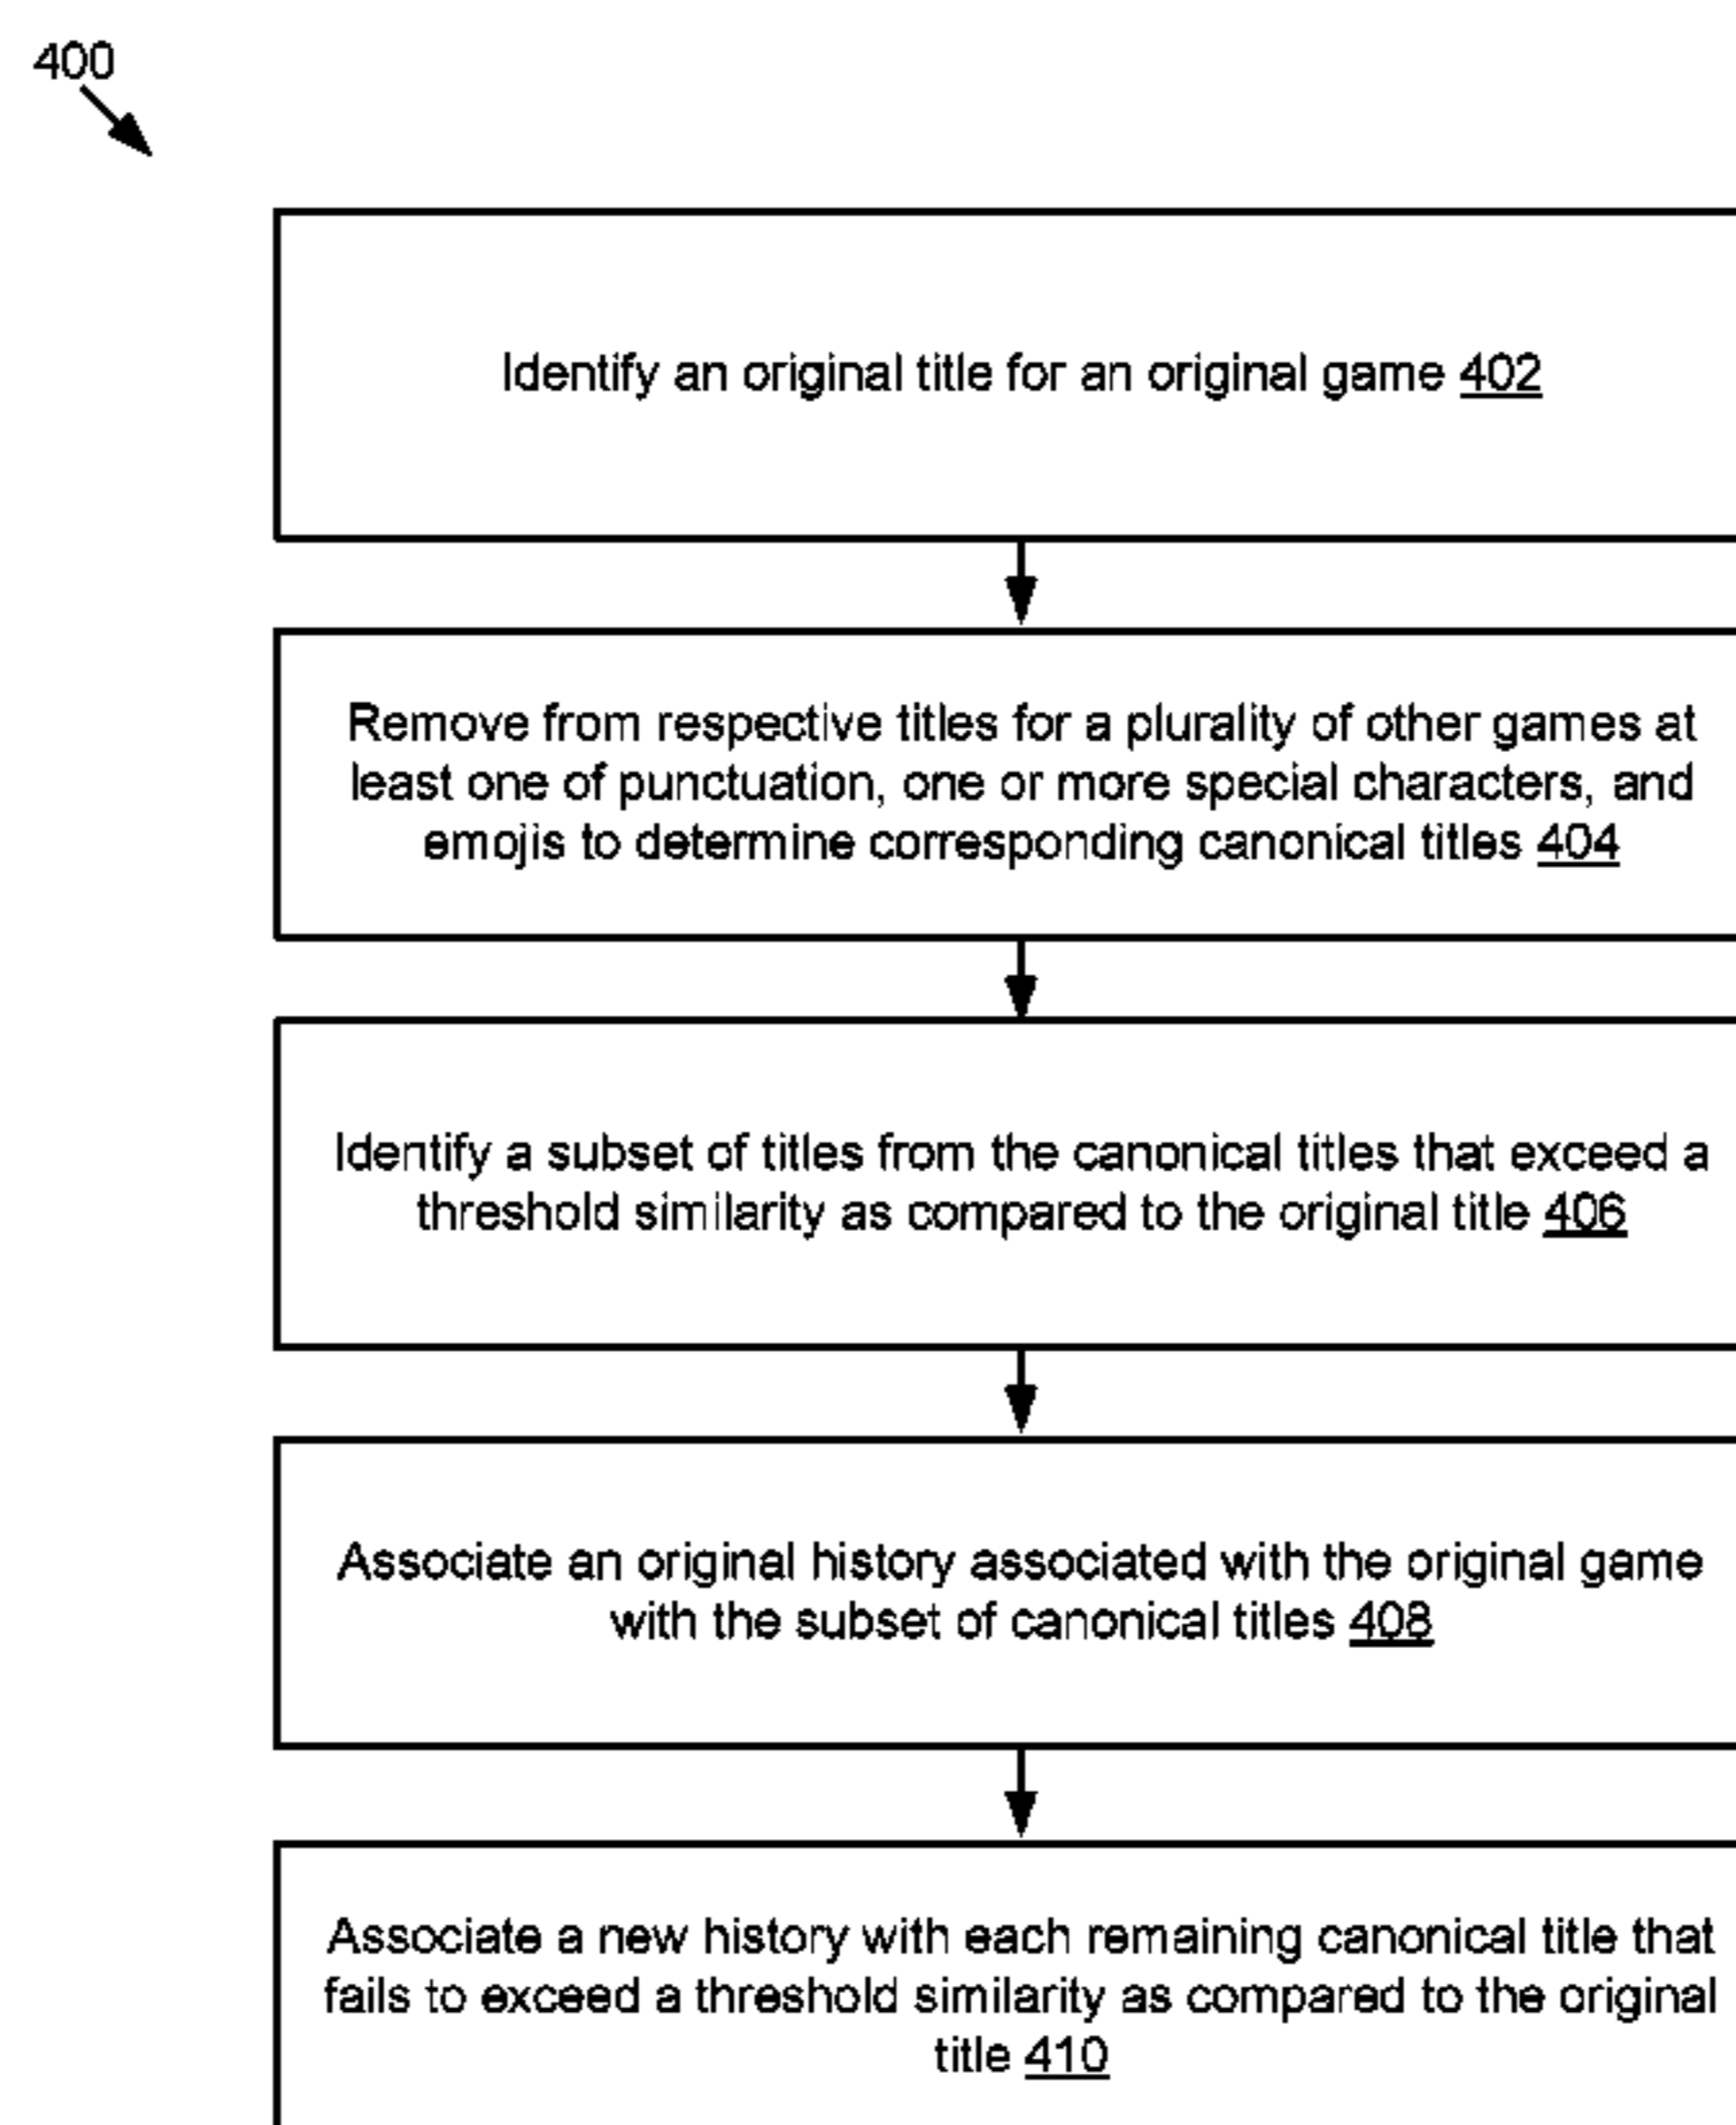 400
Identify an original title for an original game 402
Remove from respective titles for a plurality of other games at
least one of punctuation, one or more special characters, and
emojis to determine corresponding canonical titles 404
Identify a subset of titles from the canonical titles that exceed a
threshold similarity as compared to the original title 406
Associate an original history associated with the original game
with the subset of canonical titles 408
Associate a new history with each remaining canonical title that
fails to exceed a threshold similarity as compared to the original
title 410